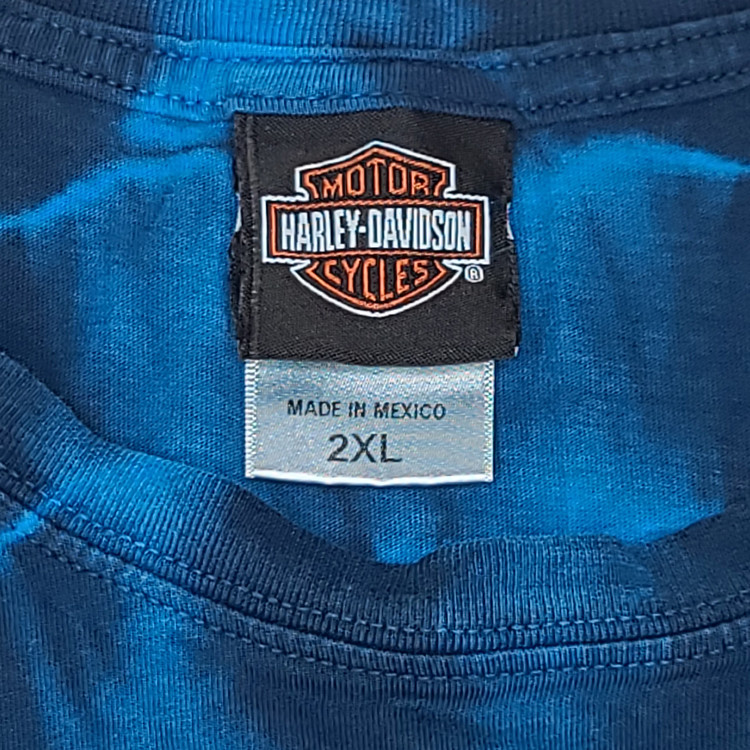 MOTOR
HARLEY-DAVIDSON
CYCLES
®
MADE IN MEXICO
2XL